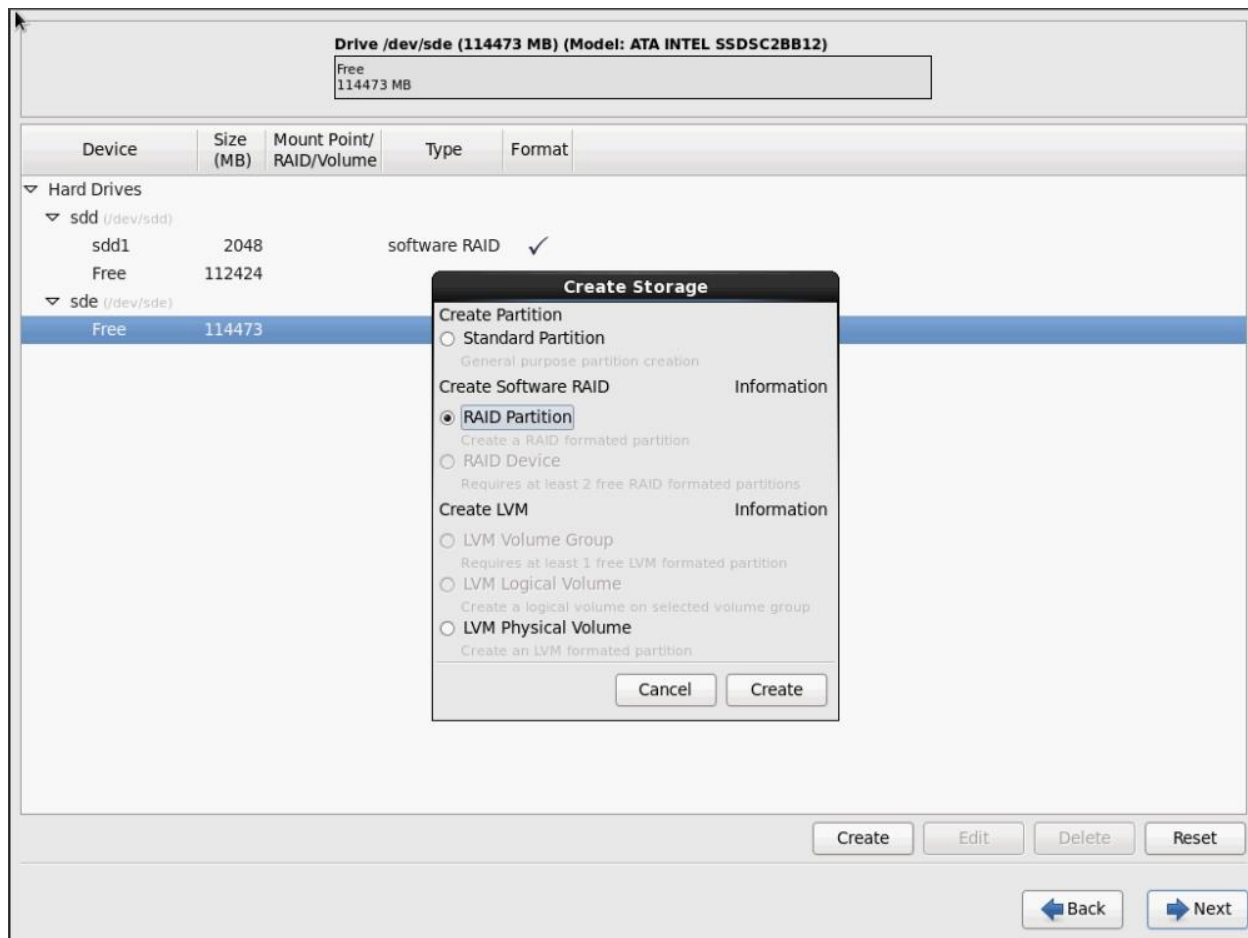 Drive /dev/sde (114473 MB) (Model: ATA INTEL SSDSC2BB12)
Free
114473 MB
Device Size (MB) Mount Point/ RAID/Volume Type Format
Hard Drives
sdd (/dev/sdd)
sdd1 2048 software RAID ✓
Free 112424
sde (/dev/sde)
Free 114473
Create Storage
Create Partition
Standard Partition
General purpose partition creation
Create Software RAID Information
RAID Partition
Create a RAID formated partition
RAID Device
Requires at least 2 free RAID formated partitions
Create LVM Information
LVM Volume Group
Requires at least 1 free LVM formated partition
LVM Logical Volume
Create a logical volume on selected volume group
LVM Physical Volume
Create an LVM formated partition
Cancel Create
Create Edit Delete Reset
Back Next